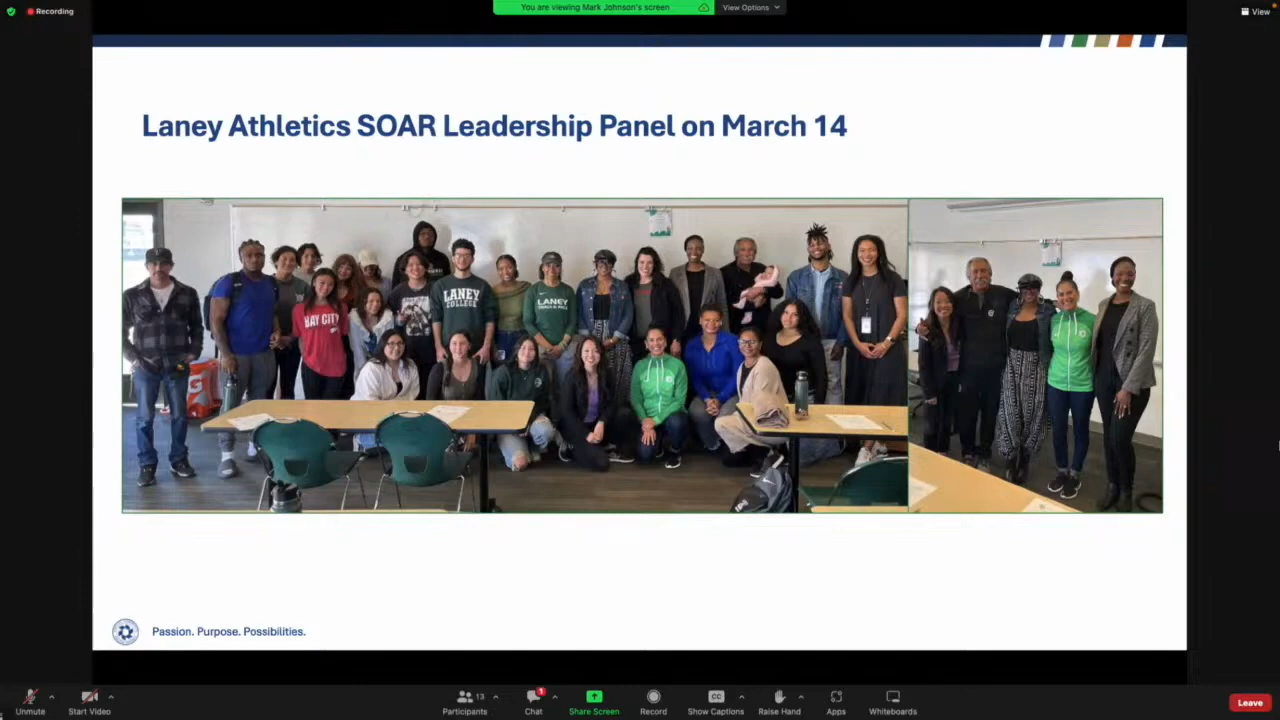 Recording
You are viewing Mark Johnson's screen
View Options
View
Laney Athletics SOAR Leadership Panel on March 14
BAY CITY
LANEY
COLLEGE
LANEY
Passion. Purpose. Possibilities.
Unmute
Start Video
13
Participants
1
Chat
Share Screen
Record
CC
Show Captions
Raise Hand
Apps
Whiteboards
Leave